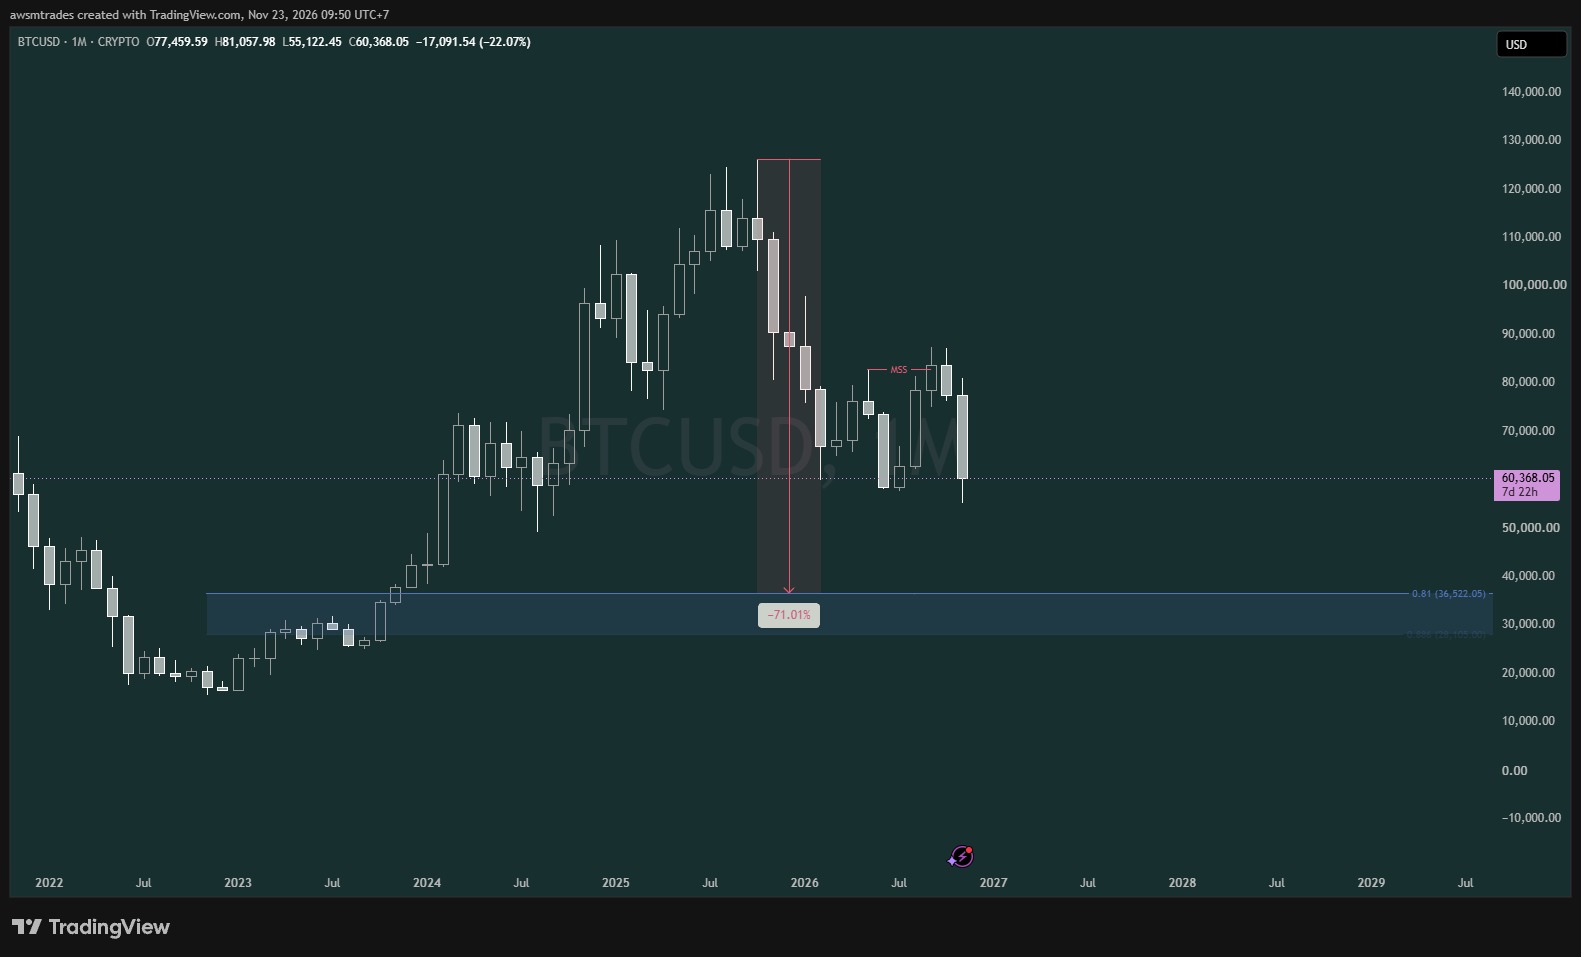 awsmtrades created with TradingView.com, Nov 23, 2026 09:50 UTC+7
BTCUSD · 1M · CRYPTO O77,459.59 H81,057.98 L55,122.45 C60,368.05 −17,091.54 (−22.07%)
USD
140,000.00
130,000.00
120,000.00
110,000.00
100,000.00
90,000.00
80,000.00
70,000.00
60,368.05
7d 22h
50,000.00
40,000.00
30,000.00
20,000.00
10,000.00
0.00
−10,000.00
MSS
BTCUSD, 1M
0.81 (36,522.05)
−71.01%
2022 Jul 2023 Jul 2024 Jul 2025 Jul 2026 Jul 2027 Jul 2028 Jul 2029 Jul
TradingView